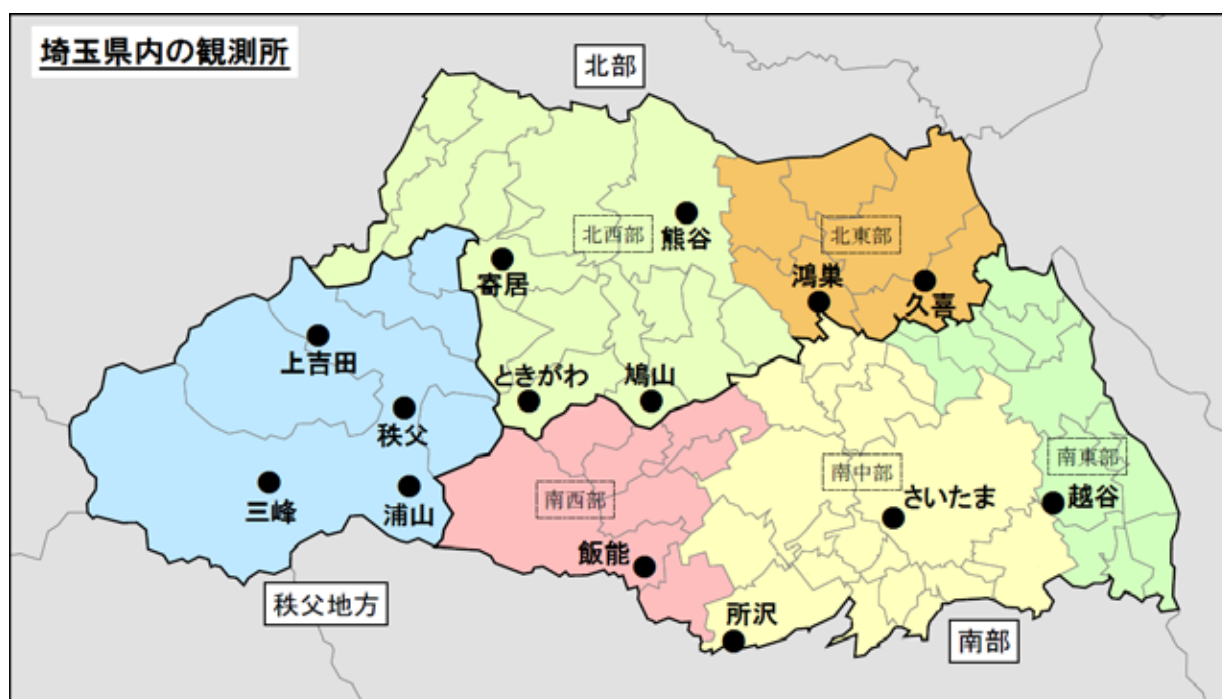 埼玉県内の観測所
北部
北西部
熊谷
北東部
寄居
鴻巣
久喜
上吉田
ときがわ
鳩山
秩父
南中部
南東部
三峰
浦山
南西部
さいたま
越谷
飯能
秩父地方
所沢
南部